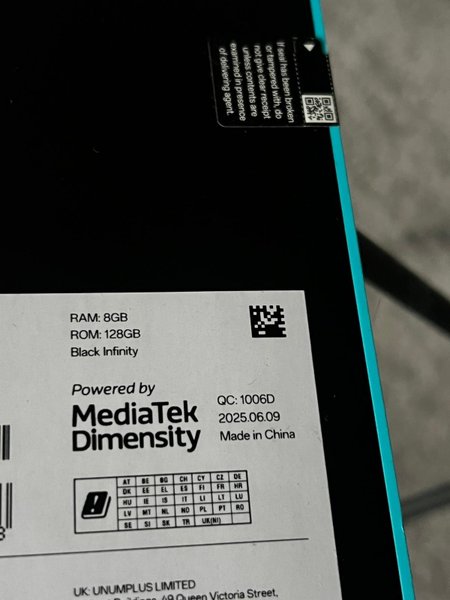 If seal has been broken
or tampered with, do
not give clear receipt
unless contents are
examined in presence
of delivering agent.
RAM: 8GB
ROM: 128GB
Black Infinity
Powered by
MediaTek
Dimensity
QC: 1006D
2025.06.09
Made in China
AT BE BG CH CY CZ DE
DK EE EL ES FI FR HR
HU IE IS IT LI LT LU
LV MT NL NO PL PT RO
SE SI SK TR UK(NI)
UK: UNUMPLUS LIMITED
Buildings, 49 Queen Victoria Street,